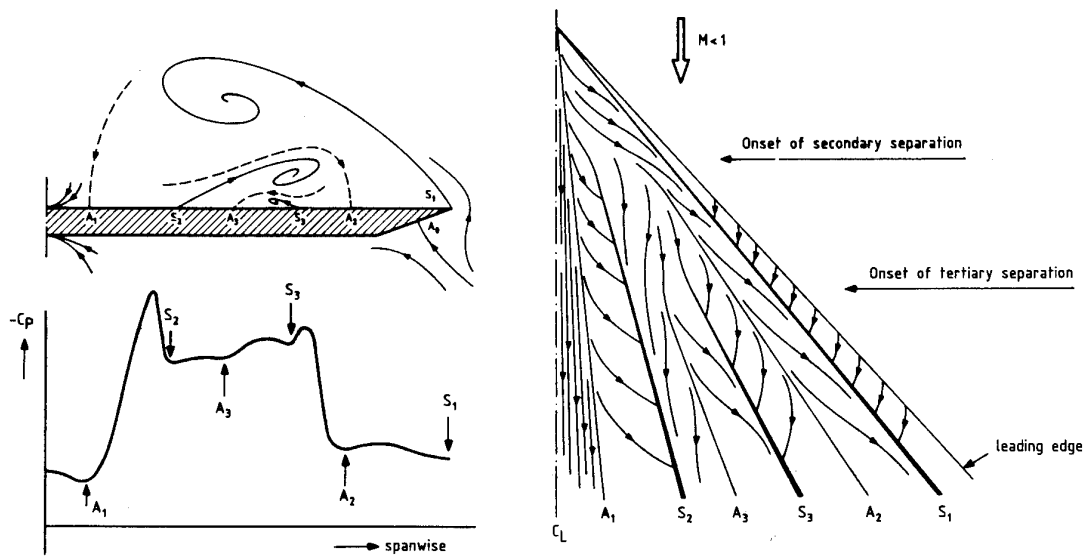 S₁
A₁
S₂
A₃
S₃
A₂
A₀
-Cp
S₂
S₃
A₃
S₁
A₁
A₂
spanwise
M<1
Onset of secondary separation
Onset of tertiary separation
leading edge
A₁
S₂
A₃
S₃
A₂
S₁
CL